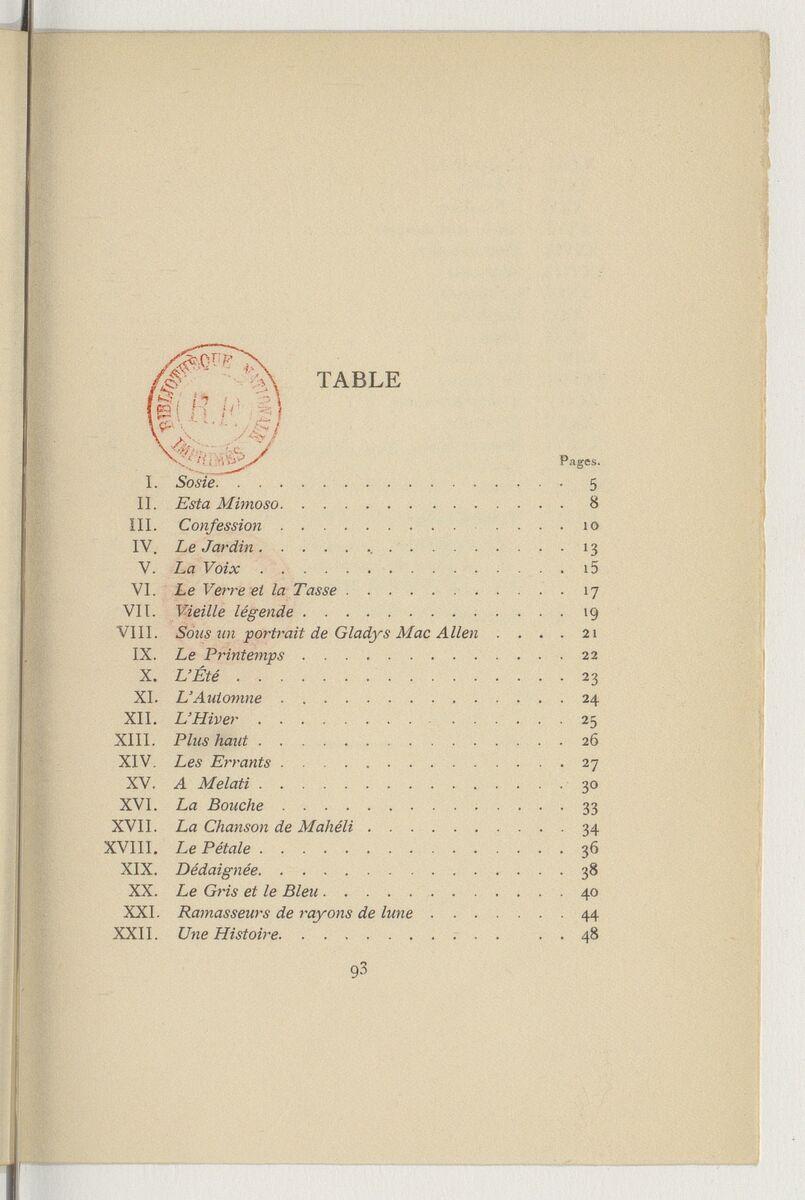 BIBLIOTHÈQUE NATIONALE
R.F.
IMPRIMÉS
TABLE
Pages.
I. Sosie. 5
II. Esta Mimoso. 8
III. Confession 10
IV. Le Jardin. 13
V. La Voix 15
VI. Le Verre et la Tasse 17
VII. Vieille légende 19
VIII. Sous un portrait de Gladys Mac Allen 21
IX. Le Printemps 22
X. L'Été 23
XI. L'Automne 24
XII. L'Hiver 25
XIII. Plus haut 26
XIV. Les Errants 27
XV. A Melati 30
XVI. La Bouche 33
XVII. La Chanson de Mahéli 34
XVIII. Le Pétale 36
XIX. Dédaignée. 38
XX. Le Gris et le Bleu. 40
XXI. Ramasseurs de rayons de lune 44
XXII. Une Histoire. 48
93